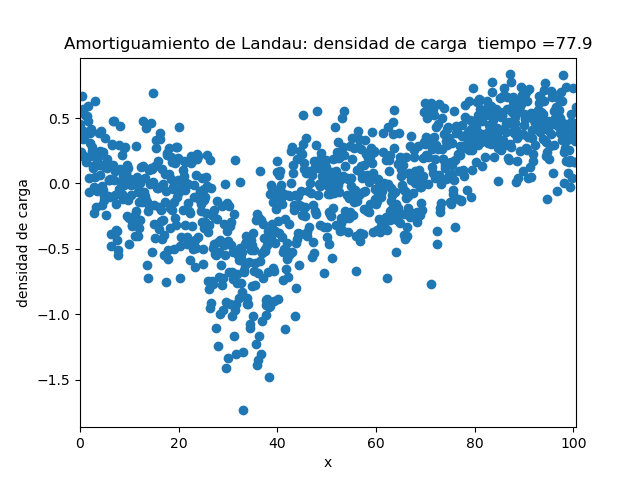 Amortiguamiento de Landau: densidad de carga  tiempo =77.9
densidad de carga
0.5
0.0
−0.5
−1.0
−1.5
0 20 40 60 80 100
x